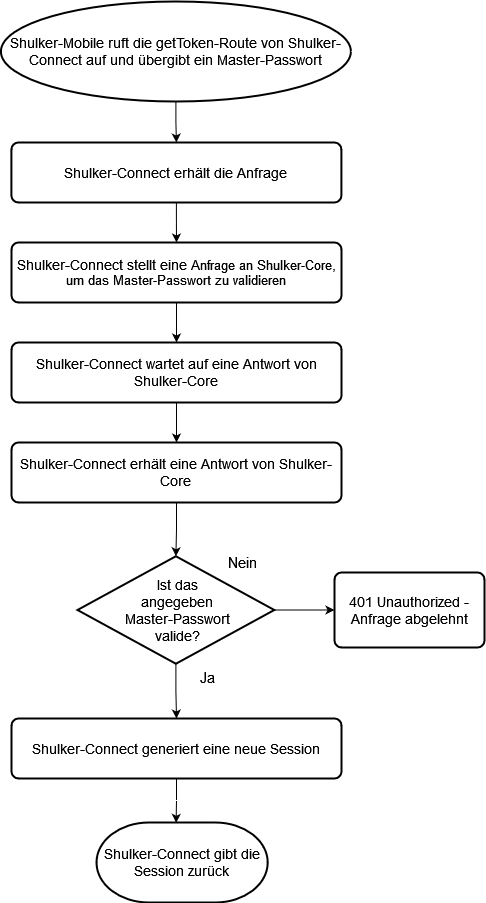 Shulker-Mobile ruft die getToken-Route von Shulker-
Connect auf und übergibt ein Master-Passwort
Shulker-Connect erhält die Anfrage
Shulker-Connect stellt eine Anfrage an Shulker-Core,
um das Master-Passwort zu validieren
Shulker-Connect wartet auf eine Antwort von
Shulker-Core
Shulker-Connect erhält eine Antwort von Shulker-
Core
Nein
Ist das
angegeben
Master-Passwort
valide?
401 Unauthorized -
Anfrage abgelehnt
Ja
Shulker-Connect generiert eine neue Session
Shulker-Connect gibt die
Session zurück